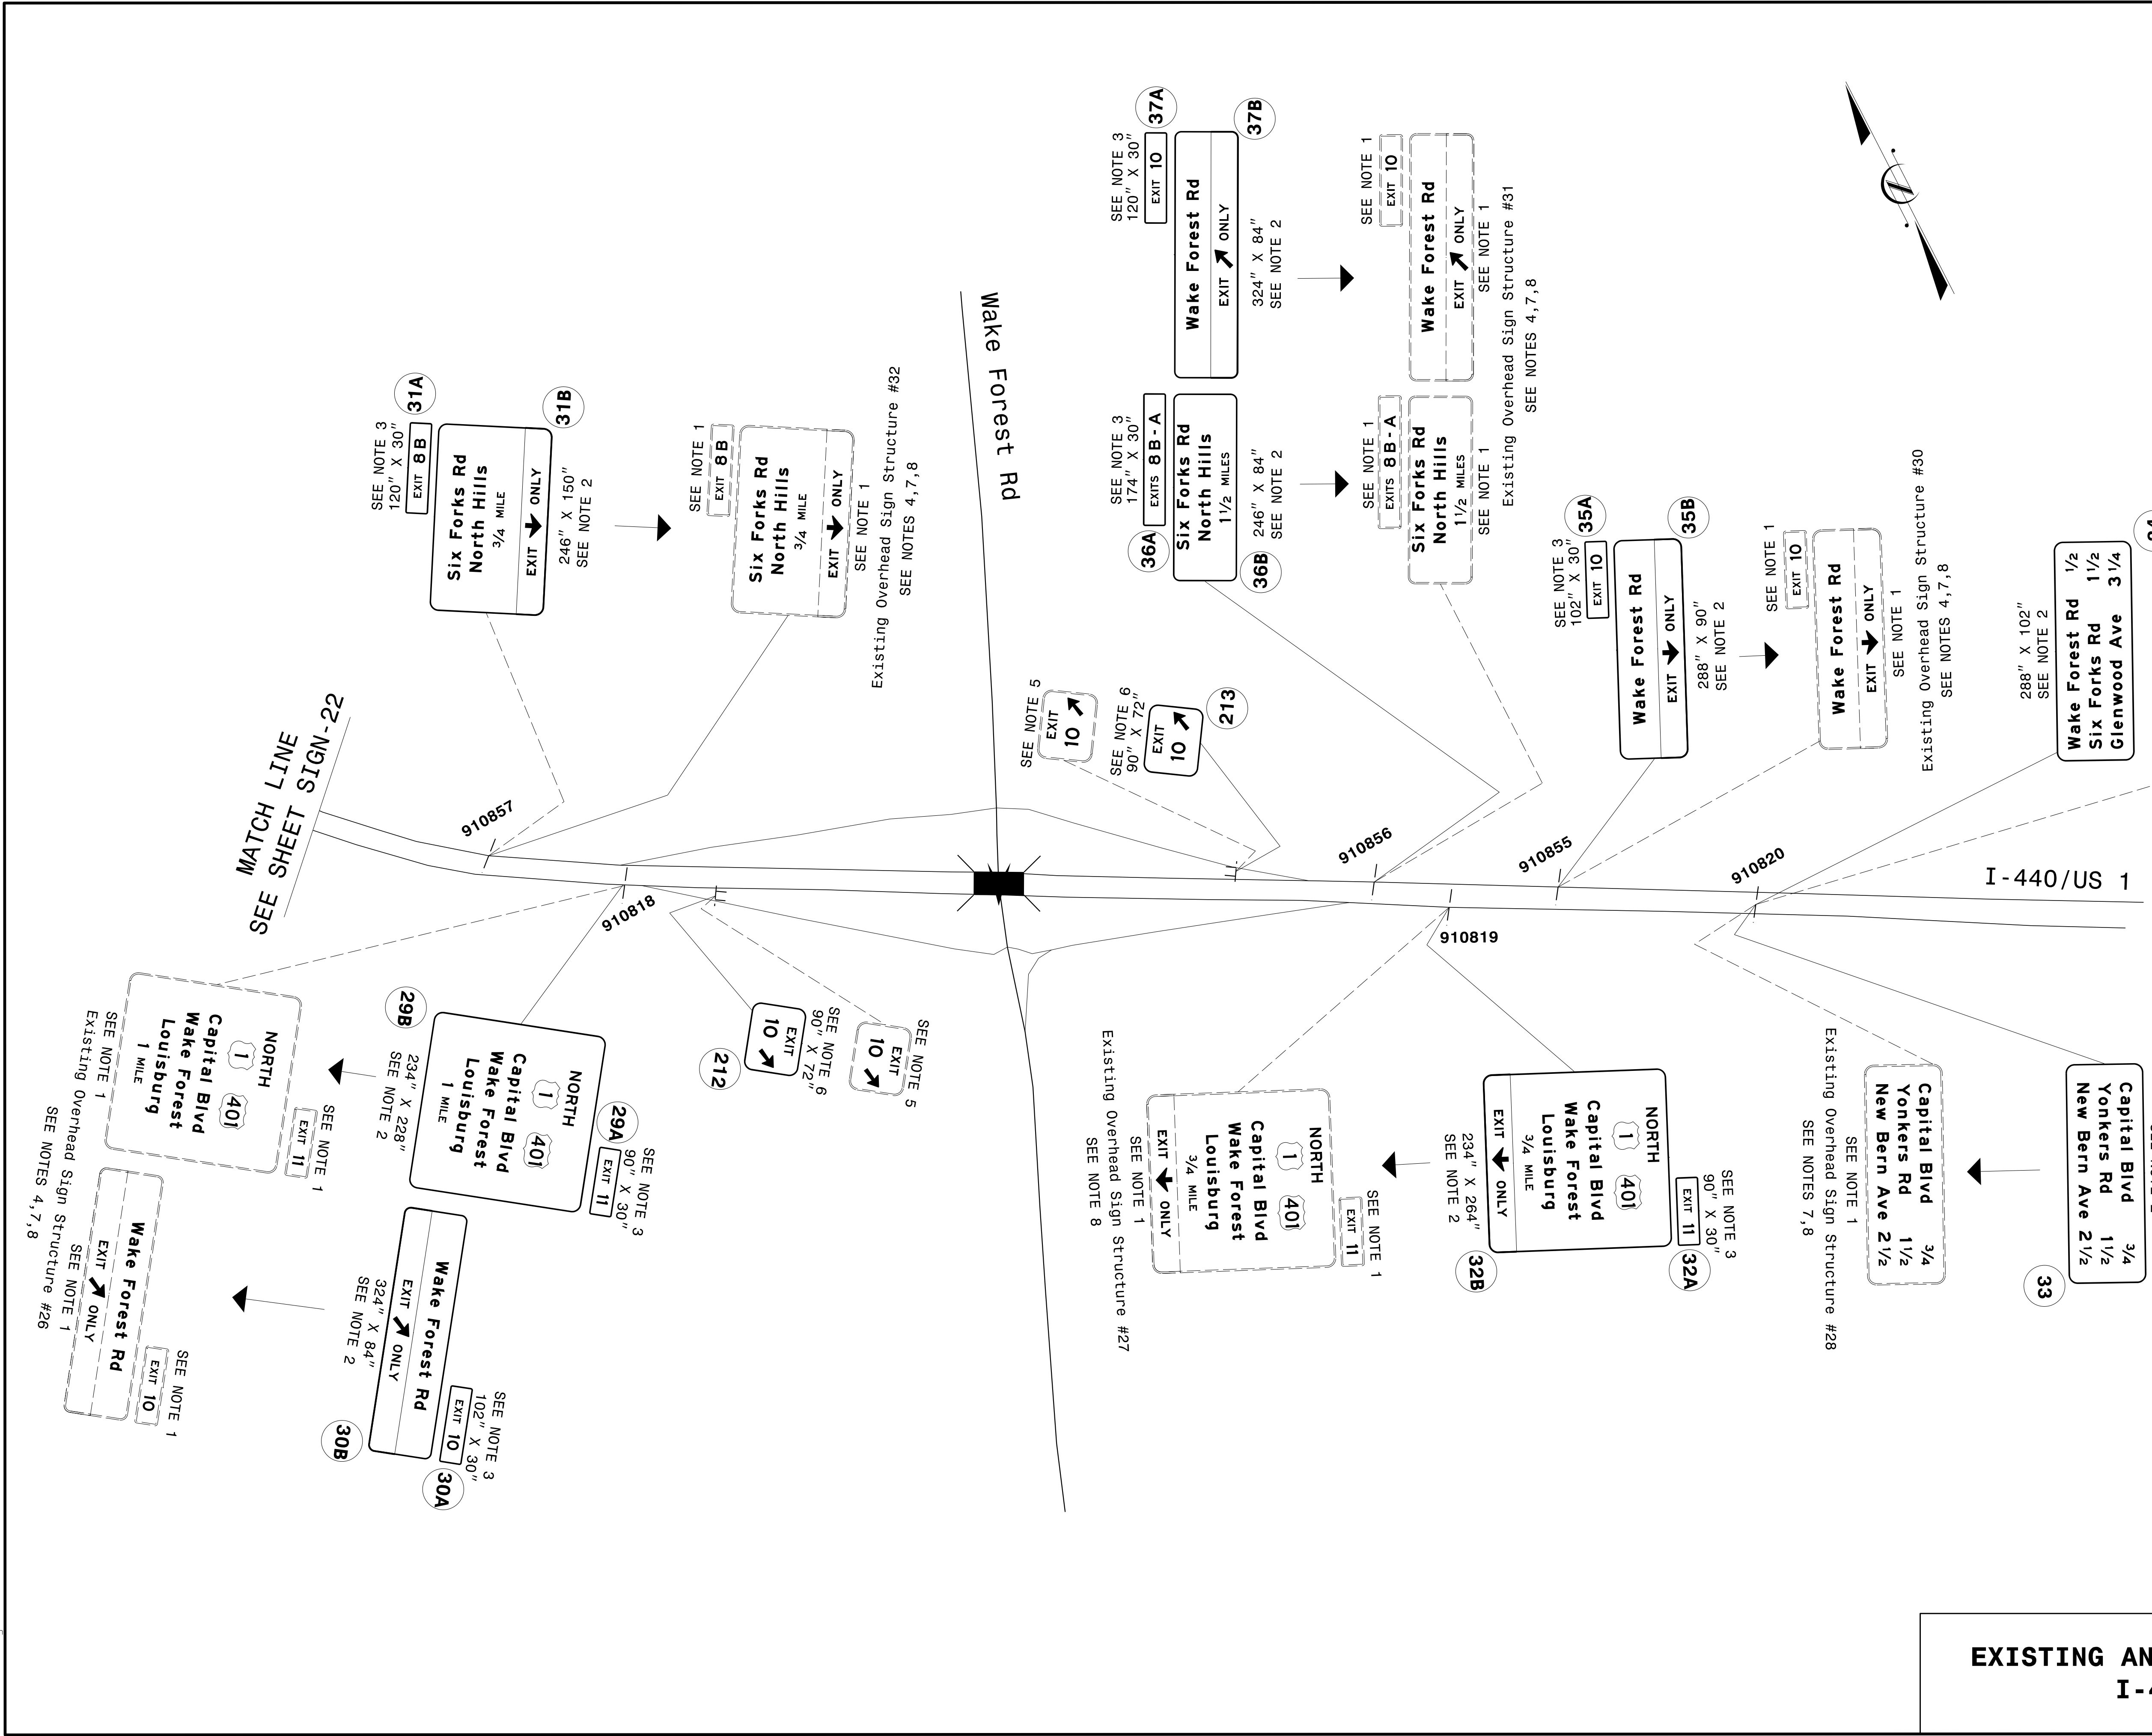 37A
SEE NOTE 3
120" X 30"
EXIT 10
Wake Forest Rd
EXIT ONLY
37B
324" X 84"
SEE NOTE 2
SEE NOTE 1
EXIT 10
Wake Forest Rd
EXIT ONLY
SEE NOTE 1
Existing Overhead Sign Structure #31
SEE NOTES 4,7,8
36A
SEE NOTE 3
174" X 30"
EXITS 8B-A
Six Forks Rd
North Hills
1 1/2 MILES
36B
246" X 84"
SEE NOTE 2
SEE NOTE 1
EXITS 8B-A
Six Forks Rd
North Hills
1 1/2 MILES
SEE NOTE 1
31A
SEE NOTE 3
120" X 30"
EXIT 8B
Six Forks Rd
North Hills
3/4 MILE
EXIT ONLY
31B
246" X 150"
SEE NOTE 2
SEE NOTE 1
EXIT 8B
Six Forks Rd
North Hills
3/4 MILE
EXIT ONLY
SEE NOTE 1
Existing Overhead Sign Structure #32
SEE NOTES 4,7,8
Wake Forest Rd
35A
SEE NOTE 3
102" X 30"
EXIT 10
Wake Forest Rd
EXIT ONLY
35B
288" X 90"
SEE NOTE 2
SEE NOTE 1
EXIT 10
Wake Forest Rd
EXIT ONLY
SEE NOTE 1
Existing Overhead Sign Structure #30
SEE NOTES 4,7,8
288" X 102"
SEE NOTE 2
Wake Forest Rd 1/2
Six Forks Rd 1 1/2
Glenwood Ave 3 1/4
SEE NOTE 5
EXIT
10
SEE NOTE 6
90" X 72"
EXIT
10
213
MATCH LINE
SEE SHEET SIGN-22
910857
910818
910856
910855
910820
910819
I-440/US 1
SEE NOTE 1
EXIT 11
NORTH
1 401
Capital Blvd
Wake Forest
Louisburg
1 MILE
SEE NOTE 1
Existing Overhead Sign Structure #26
SEE NOTES 4,7,8
SEE NOTE 1
EXIT 10
Wake Forest Rd
EXIT ONLY
SEE NOTE 1
29A
SEE NOTE 3
90" X 30"
EXIT 11
NORTH
1 401
Capital Blvd
Wake Forest
Louisburg
1 MILE
29B
234" X 228"
SEE NOTE 2
SEE NOTE 3
102" X 30"
EXIT 10
30A
Wake Forest Rd
EXIT ONLY
324" X 84"
SEE NOTE 2
30B
SEE NOTE 6
90" X 72"
EXIT
10
212
SEE NOTE 5
EXIT
10
SEE NOTE 1
EXIT 11
NORTH
1 401
Capital Blvd
Wake Forest
Louisburg
3/4 MILE
EXIT ONLY
SEE NOTE 1
Existing Overhead Sign Structure #27
SEE NOTE 8
SEE NOTE 3
90" X 30"
EXIT 11
32A
NORTH
1 401
Capital Blvd
Wake Forest
Louisburg
3/4 MILE
EXIT ONLY
234" X 264"
SEE NOTE 2
32B
Capital Blvd 3/4
Yonkers Rd 1 1/2
New Bern Ave 2 1/2
SEE NOTE 1
Existing Overhead Sign Structure #28
SEE NOTES 7,8
Capital Blvd 3/4
Yonkers Rd 1 1/2
New Bern Ave 2 1/2
33
EXISTING AN
I-4